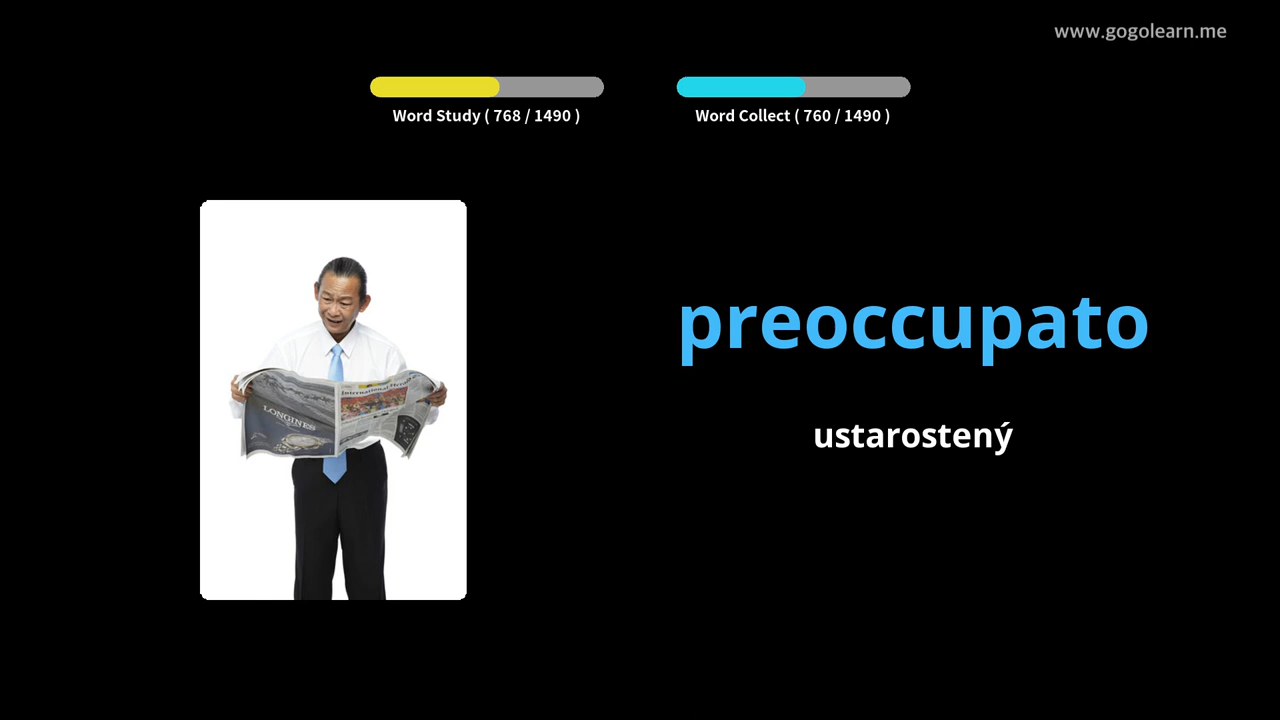 www.gogolearn.me
Word Study ( 768 / 1490 )
Word Collect ( 760 / 1490 )
preoccupato
ustarostený
LONGINES